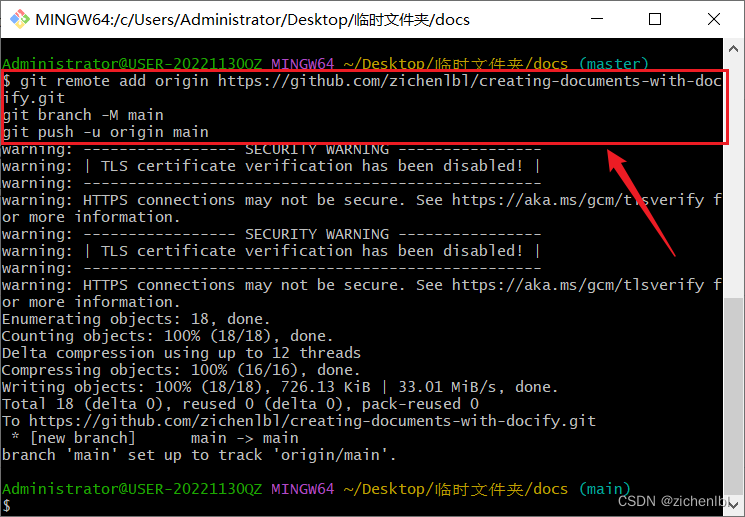 MINGW64:/c/Users/Administrator/Desktop/临时文件夹/docs
Administrator@USER-20221130QZ MINGW64 ~/Desktop/临时文件夹/docs (master)
$ git remote add origin https://github.com/zichenlbl/creating-documents-with-doc
ify.git
git branch -M main
git push -u origin main
warning: ----------------- SECURITY WARNING ----------------
warning: | TLS certificate verification has been disabled! |
warning: ---------------------------------------------------
warning: HTTPS connections may not be secure. See https://aka.ms/gcm/tlsverify f
or more information.
warning: ----------------- SECURITY WARNING ----------------
warning: | TLS certificate verification has been disabled! |
warning: ---------------------------------------------------
warning: HTTPS connections may not be secure. See https://aka.ms/gcm/tlsverify f
or more information.
Enumerating objects: 18, done.
Counting objects: 100% (18/18), done.
Delta compression using up to 12 threads
Compressing objects: 100% (16/16), done.
Writing objects: 100% (18/18), 726.13 KiB | 33.01 MiB/s, done.
Total 18 (delta 0), reused 0 (delta 0), pack-reused 0
To https://github.com/zichenlbl/creating-documents-with-docify.git
 * [new branch]      main -> main
branch 'main' set up to track 'origin/main'.
Administrator@USER-20221130QZ MINGW64 ~/Desktop/临时文件夹/docs (main)
$
CSDN @zichenlbl